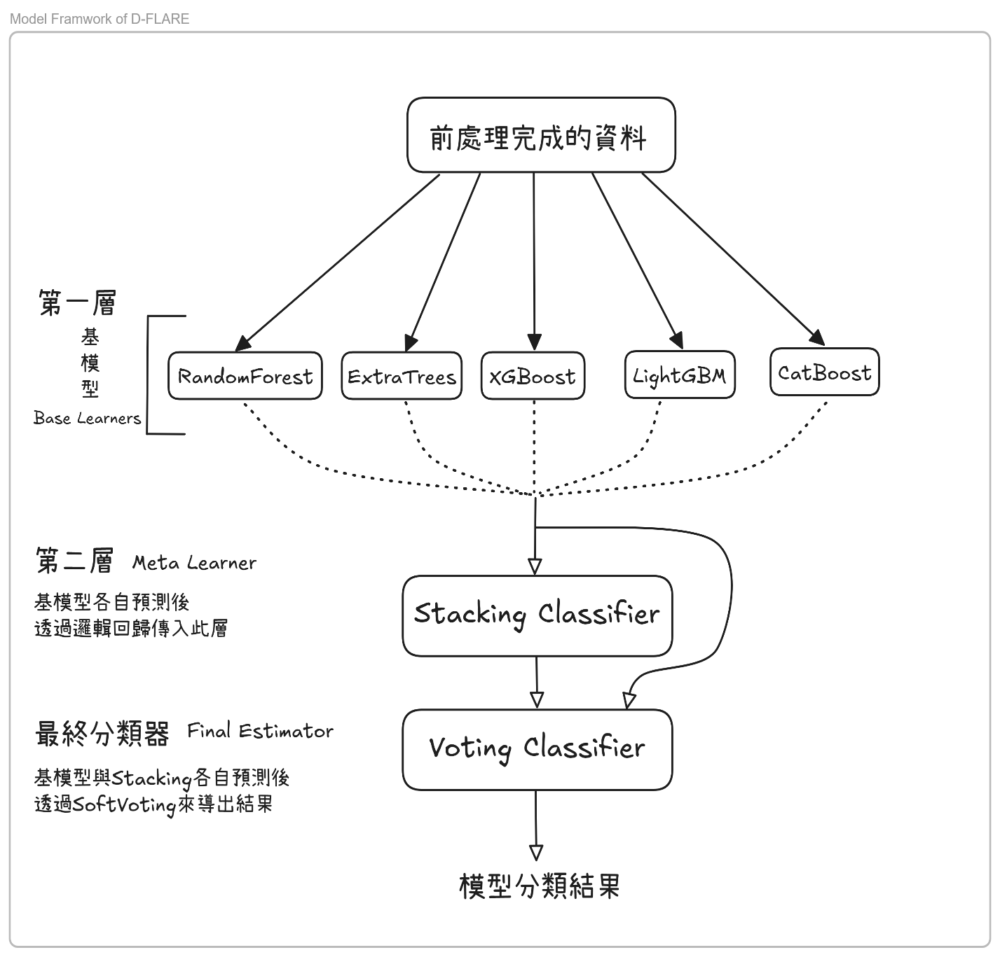 Model Framwork of D-FLARE
前處理完成的資料
第一層
基
模
型
Base Learners
RandomForest
ExtraTrees
XGBoost
LightGBM
CatBoost
第二層 Meta Learner
基模型各自預測後
透過邏輯回歸傳入此層
Stacking Classifier
最終分類器 Final Estimator
基模型與Stacking各自預測後
透過SoftVoting來導出結果
Voting Classifier
模型分類結果